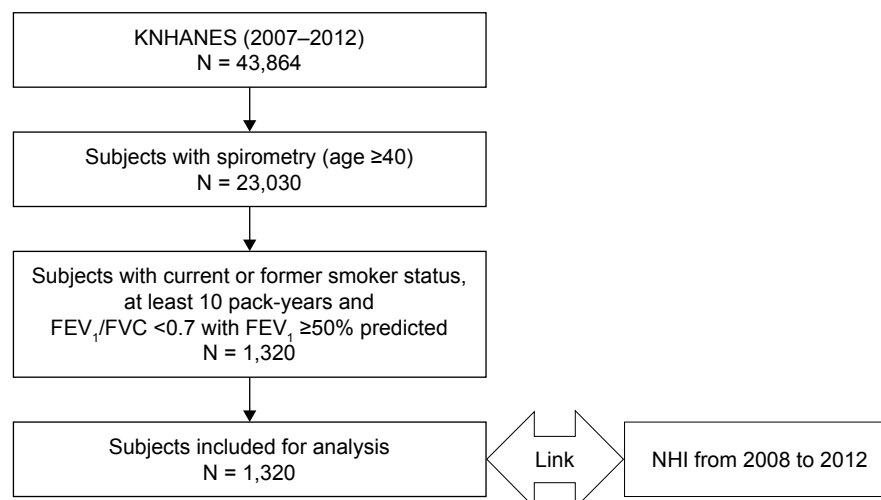 KNHANES (2007–2012)
N = 43,864
Subjects with spirometry (age ≥40)
N = 23,030
Subjects with current or former smoker status,
at least 10 pack-years and
FEV₁/FVC <0.7 with FEV₁ ≥50% predicted
N = 1,320
Subjects included for analysis
N = 1,320
Link
NHI from 2008 to 2012